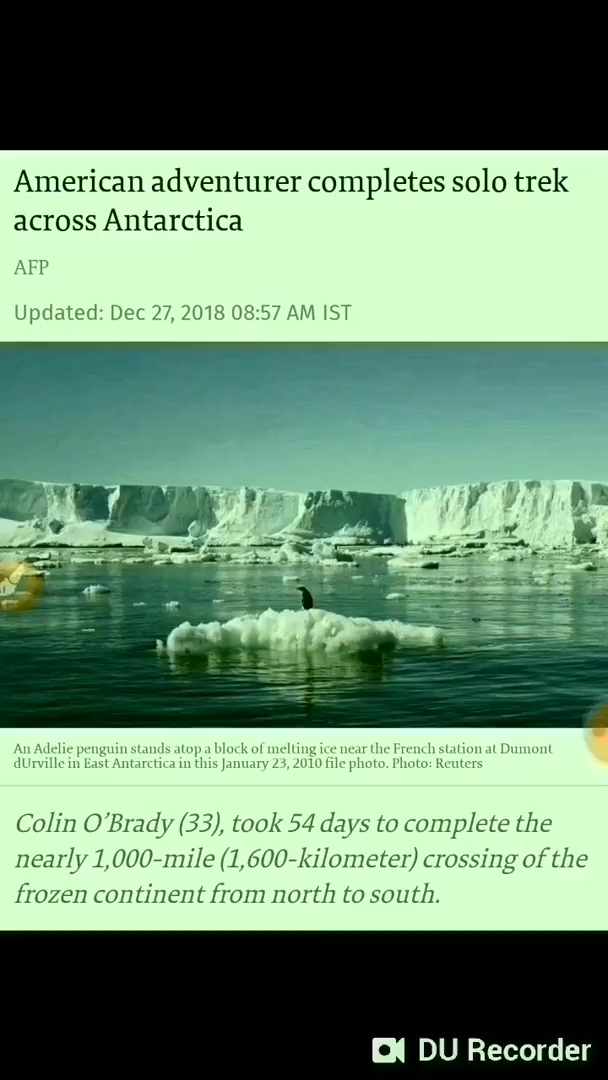 American adventurer completes solo trek
across Antarctica
AFP
Updated: Dec 27, 2018 08:57 AM IST
An Adelie penguin stands atop a block of melting ice near the French station at Dumont
dUrville in East Antarctica in this January 23, 2010 file photo. Photo: Reuters
Colin O’Brady (33), took 54 days to complete the
nearly 1,000-mile (1,600-kilometer) crossing of the
frozen continent from north to south.
DU Recorder